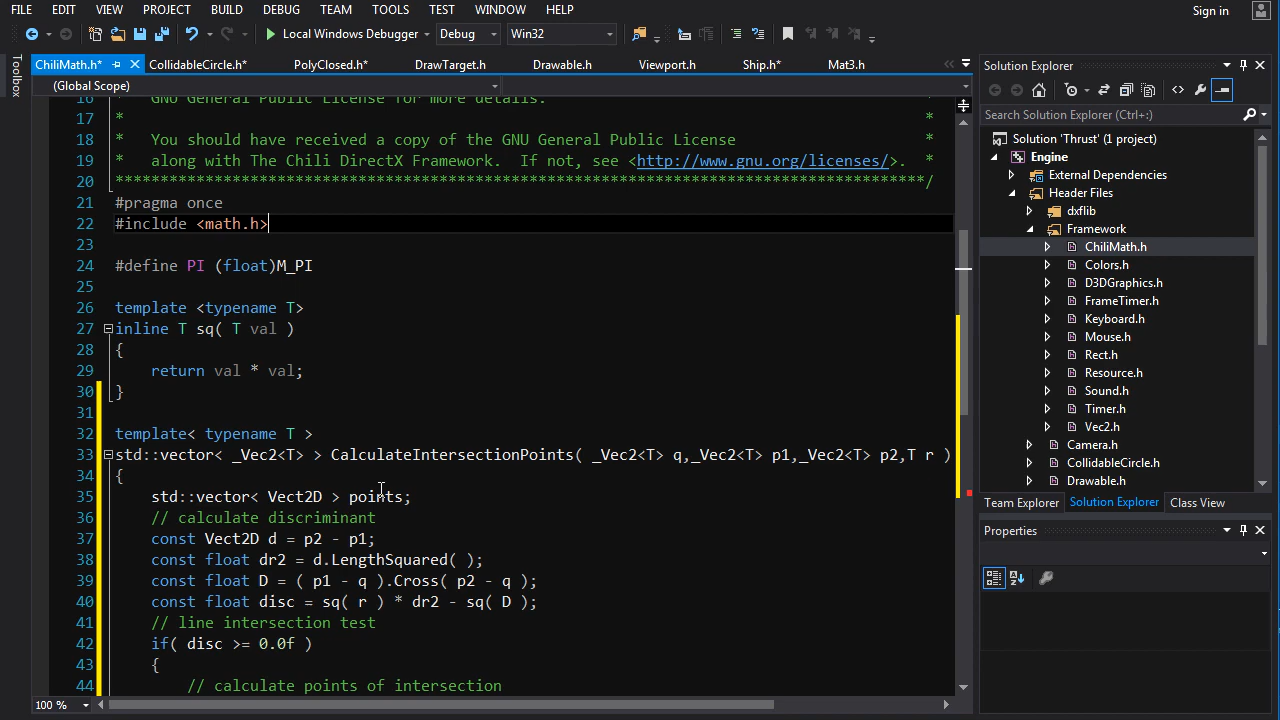 FILE EDIT VIEW PROJECT BUILD DEBUG TEAM TOOLS TEST WINDOW HELP
Sign in
Local Windows Debugger Debug Win32
Toolbox
ChiliMath.h* CollidableCircle.h* PolyClosed.h* DrawTarget.h Drawable.h Viewport.h Ship.h* Mat3.h
(Global Scope)
16 * GNU General Public License for more details. *
17 * *
18 * You should have received a copy of the GNU General Public License *
19 * along with The Chili DirectX Framework. If not, see <http://www.gnu.org/licenses/>. *
20 ******************************************************************************************/
21 #pragma once
22 #include <math.h>
23
24 #define PI (float)M_PI
25
26 template <typename T>
27 inline T sq( T val )
28 {
29 return val * val;
30 }
31
32 template< typename T >
33 std::vector< _Vec2<T> > CalculateIntersectionPoints( _Vec2<T> q,_Vec2<T> p1,_Vec2<T> p2,T r )
34 {
35 std::vector< Vect2D > points;
36 // calculate discriminant
37 const Vect2D d = p2 - p1;
38 const float dr2 = d.LengthSquared( );
39 const float D = ( p1 - q ).Cross( p2 - q );
40 const float disc = sq( r ) * dr2 - sq( D );
41 // line intersection test
42 if( disc >= 0.0f )
43 {
44 // calculate points of intersection
100 %
Solution Explorer
Search Solution Explorer (Ctrl+;)
Solution 'Thrust' (1 project)
Engine
External Dependencies
Header Files
dxflib
Framework
ChiliMath.h
Colors.h
D3DGraphics.h
FrameTimer.h
Keyboard.h
Mouse.h
Rect.h
Resource.h
Sound.h
Timer.h
Vec2.h
Camera.h
CollidableCircle.h
Drawable.h
Team Explorer Solution Explorer Class View
Properties